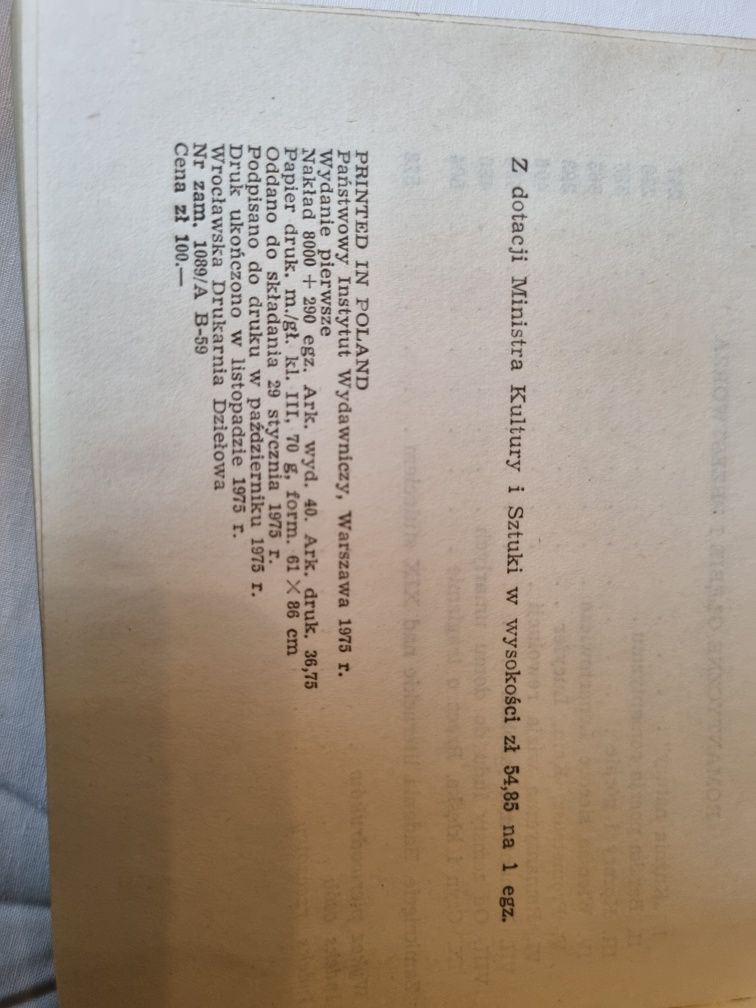 Z dotacji Ministra Kultury i Sztuki w wysokości zł 54,85 na 1 egz.
PRINTED IN POLAND
Państwowy Instytut Wydawniczy, Warszawa 1975 r.
Wydanie pierwsze
Nakład 8000 + 290 egz. Ark. wyd. 40. Ark. druk. 36,75
Papier druk. m./gł. kl. III, 70 g, form. 61 × 86 cm
Oddano do składania 29 stycznia 1975 r.
Podpisano do druku w październiku 1975 r.
Druk ukończono w listopadzie 1975 r.
Wrocławska Drukarnia Dziełowa
Nr zam. 1089/A B-59
Cena zł 100.—